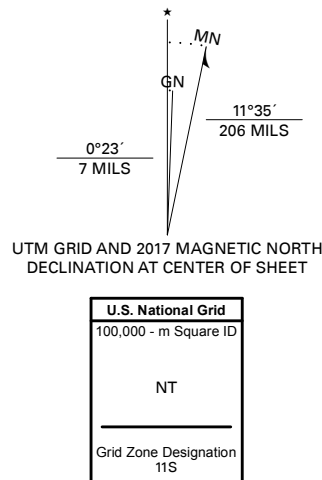 ★
MN
GN
11°35´
206 MILS
0°23´
7 MILS
UTM GRID AND 2017 MAGNETIC NORTH
DECLINATION AT CENTER OF SHEET
U.S. National Grid
100,000 - m Square ID
NT
Grid Zone Designation
11S